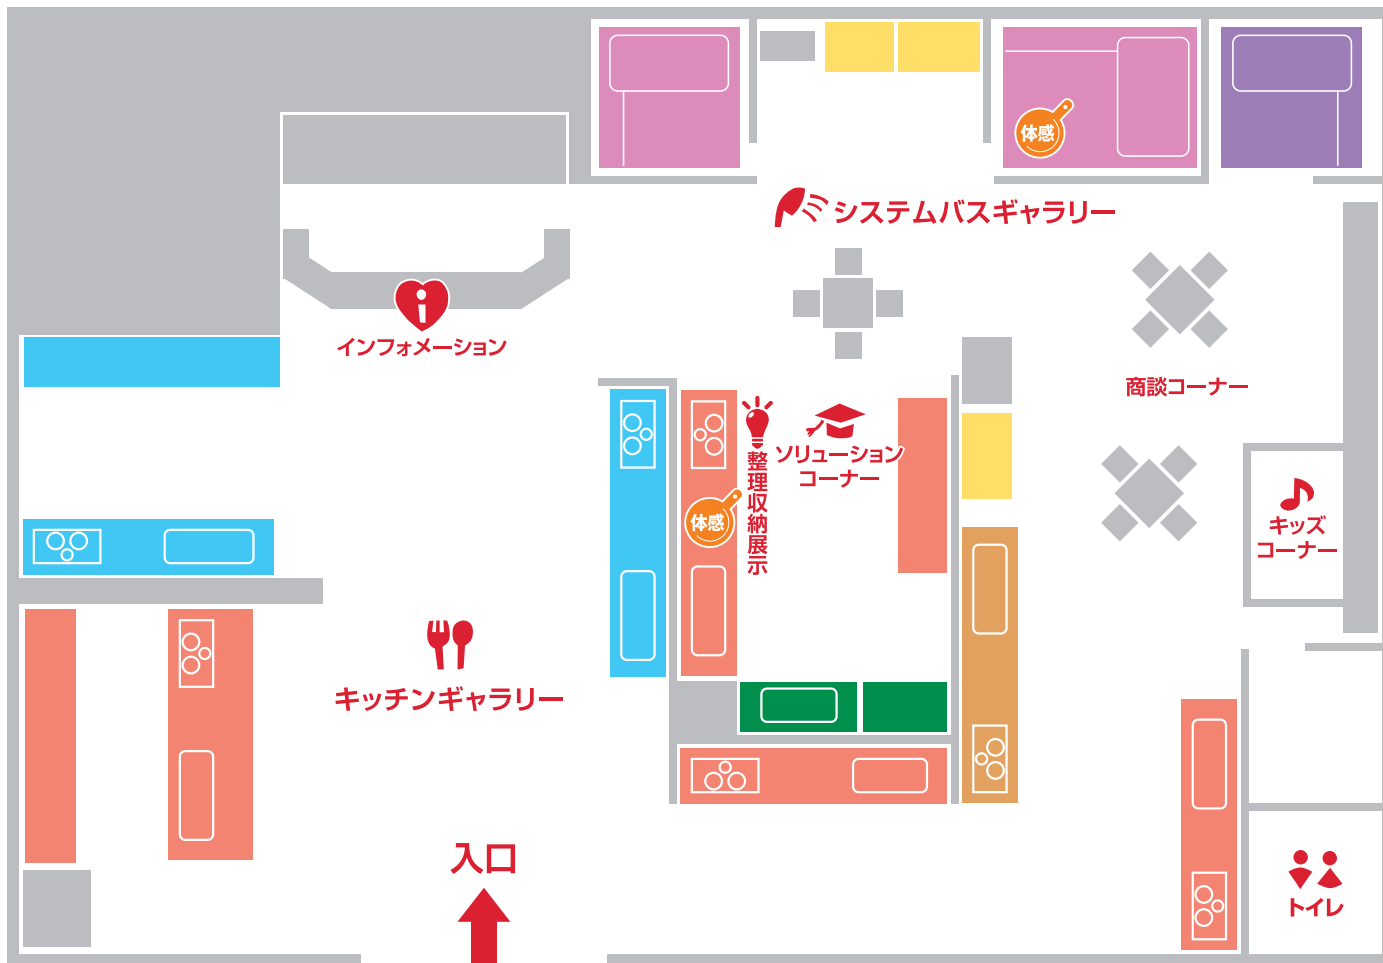 体感
システムバスギャラリー
インフォメーション
商談コーナー
ソリューション
コーナー
整理収納展示
体感
キッズ
コーナー
キッチンギャラリー
入口
トイレ